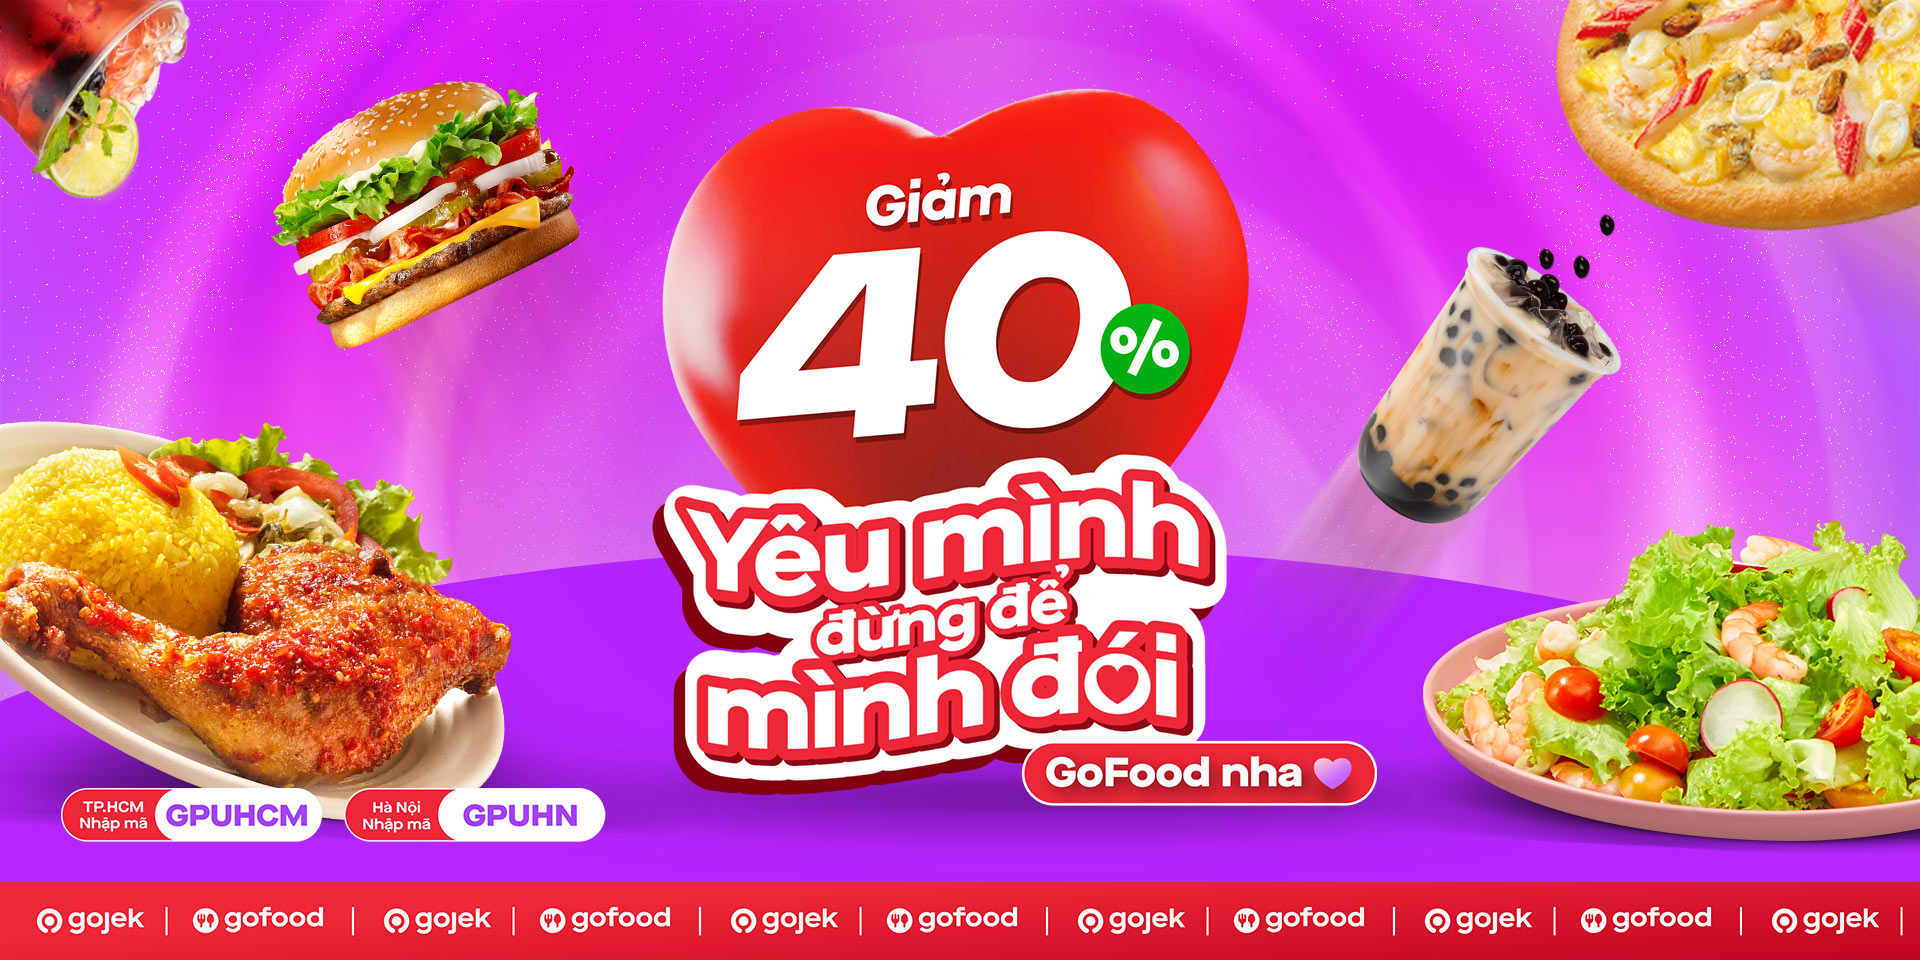 Giảm
40%
Yêu mình
đừng để
mình đói
GoFood nha
TP.HCM
Nhập mã
GPUHCM
Hà Nội
Nhập mã
GPUHN
gojek | gofood | gojek | gofood | gojek | gofood | gojek | gofood | gojek | gofood | gojek |